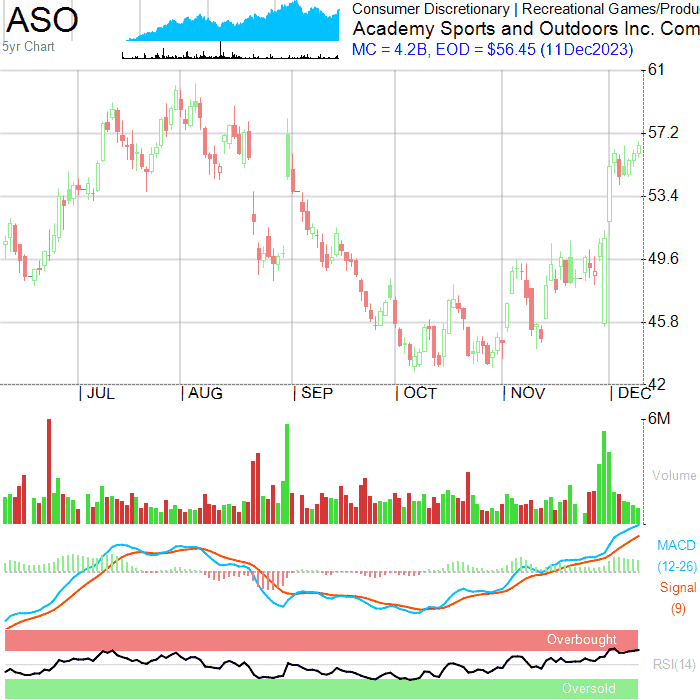 ASO
5yr Chart
Consumer Discretionary | Recreational Games/Produ
Academy Sports and Outdoors Inc. Com
MC = 4.2B, EOD = $56.45 (11Dec2023)
61
57.2
53.4
49.6
45.8
42
| JUL | AUG | SEP | OCT | NOV | DEC
6M
Volume
MACD
(12-26)
Signal
(9)
Overbought
RSI(14)
Oversold